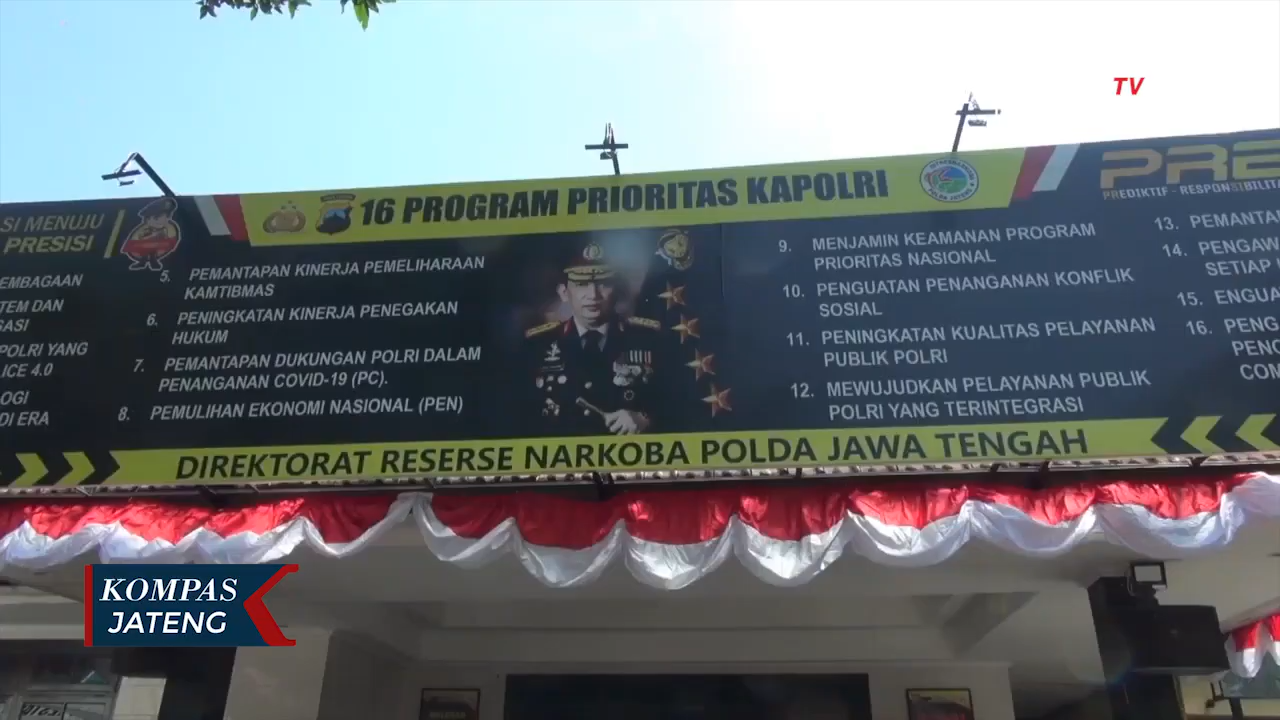 TV
16 PROGRAM PRIORITAS KAPOLRI
SI MENUJU
PRESISI
EMBAGAAN
TEM DAN
POLRI YANG
ICE 4.0
DI ERA
5. PEMANTAPAN KINERJA PEMELIHARAAN
KAMTIBMAS
6. PENINGKATAN KINERJA PENEGAKAN
HUKUM
7. PEMANTAPAN DUKUNGAN POLRI DALAM
PENANGANAN COVID-19 (PC).
8. PEMULIHAN EKONOMI NASIONAL (PEN)
9. MENJAMIN KEAMANAN PROGRAM
PRIORITAS NASIONAL
10. PENGUATAN PENANGANAN KONFLIK
SOSIAL
11. PENINGKATAN KUALITAS PELAYANAN
PUBLIK POLRI
12. MEWUJUDKAN PELAYANAN PUBLIK
POLRI YANG TERINTEGRASI
PRE
PREDIKTIF - RESPONSIBILITA
13. PEMANTA
14. PENGAW
SETIAP
15. ENGUA
16. PENG
PENG
COM
DIREKTORAT RESERSE NARKOBA POLDA JAWA TENGAH
KOMPAS
JATENG